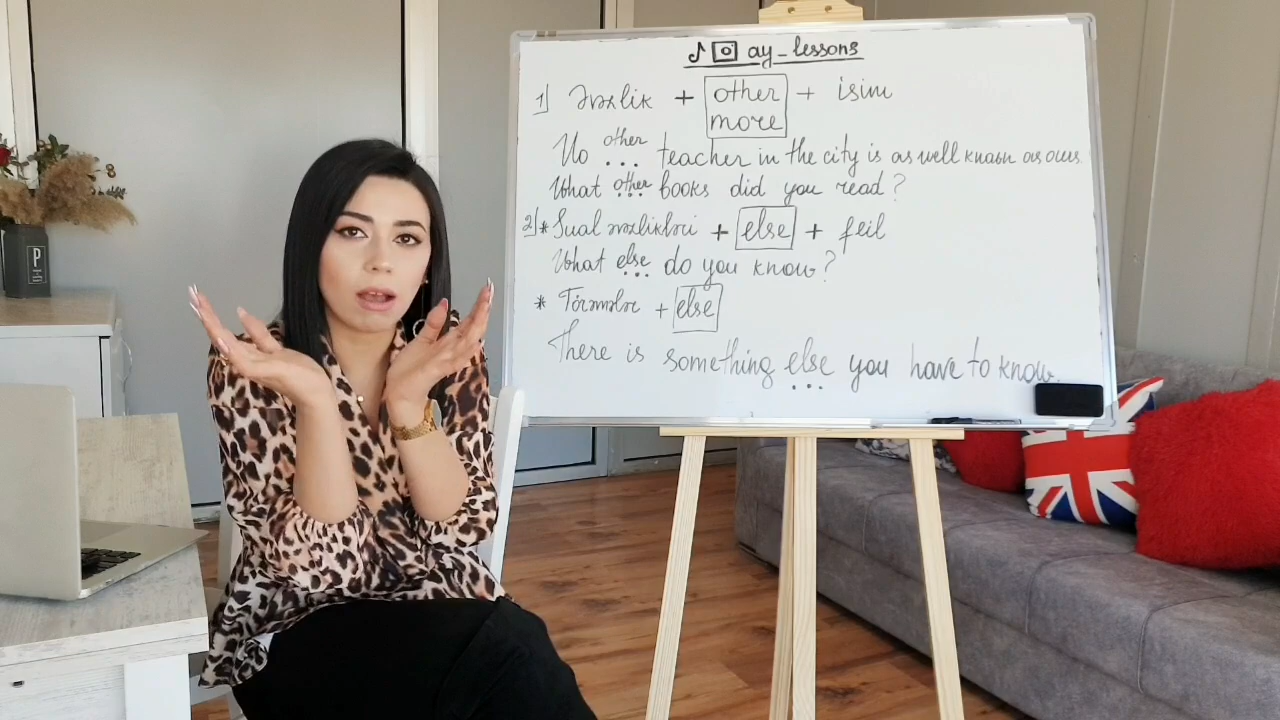 ay_lessons
1) Əvəzlik + other + isim
more
No other ... teacher in the city is as well known as ours.
What other ... books did you read?
2) * Sual əvəzlikləri + else + feil
What else ... do you know?
* Törəmələr + else
There is something else you have to know.
...
P